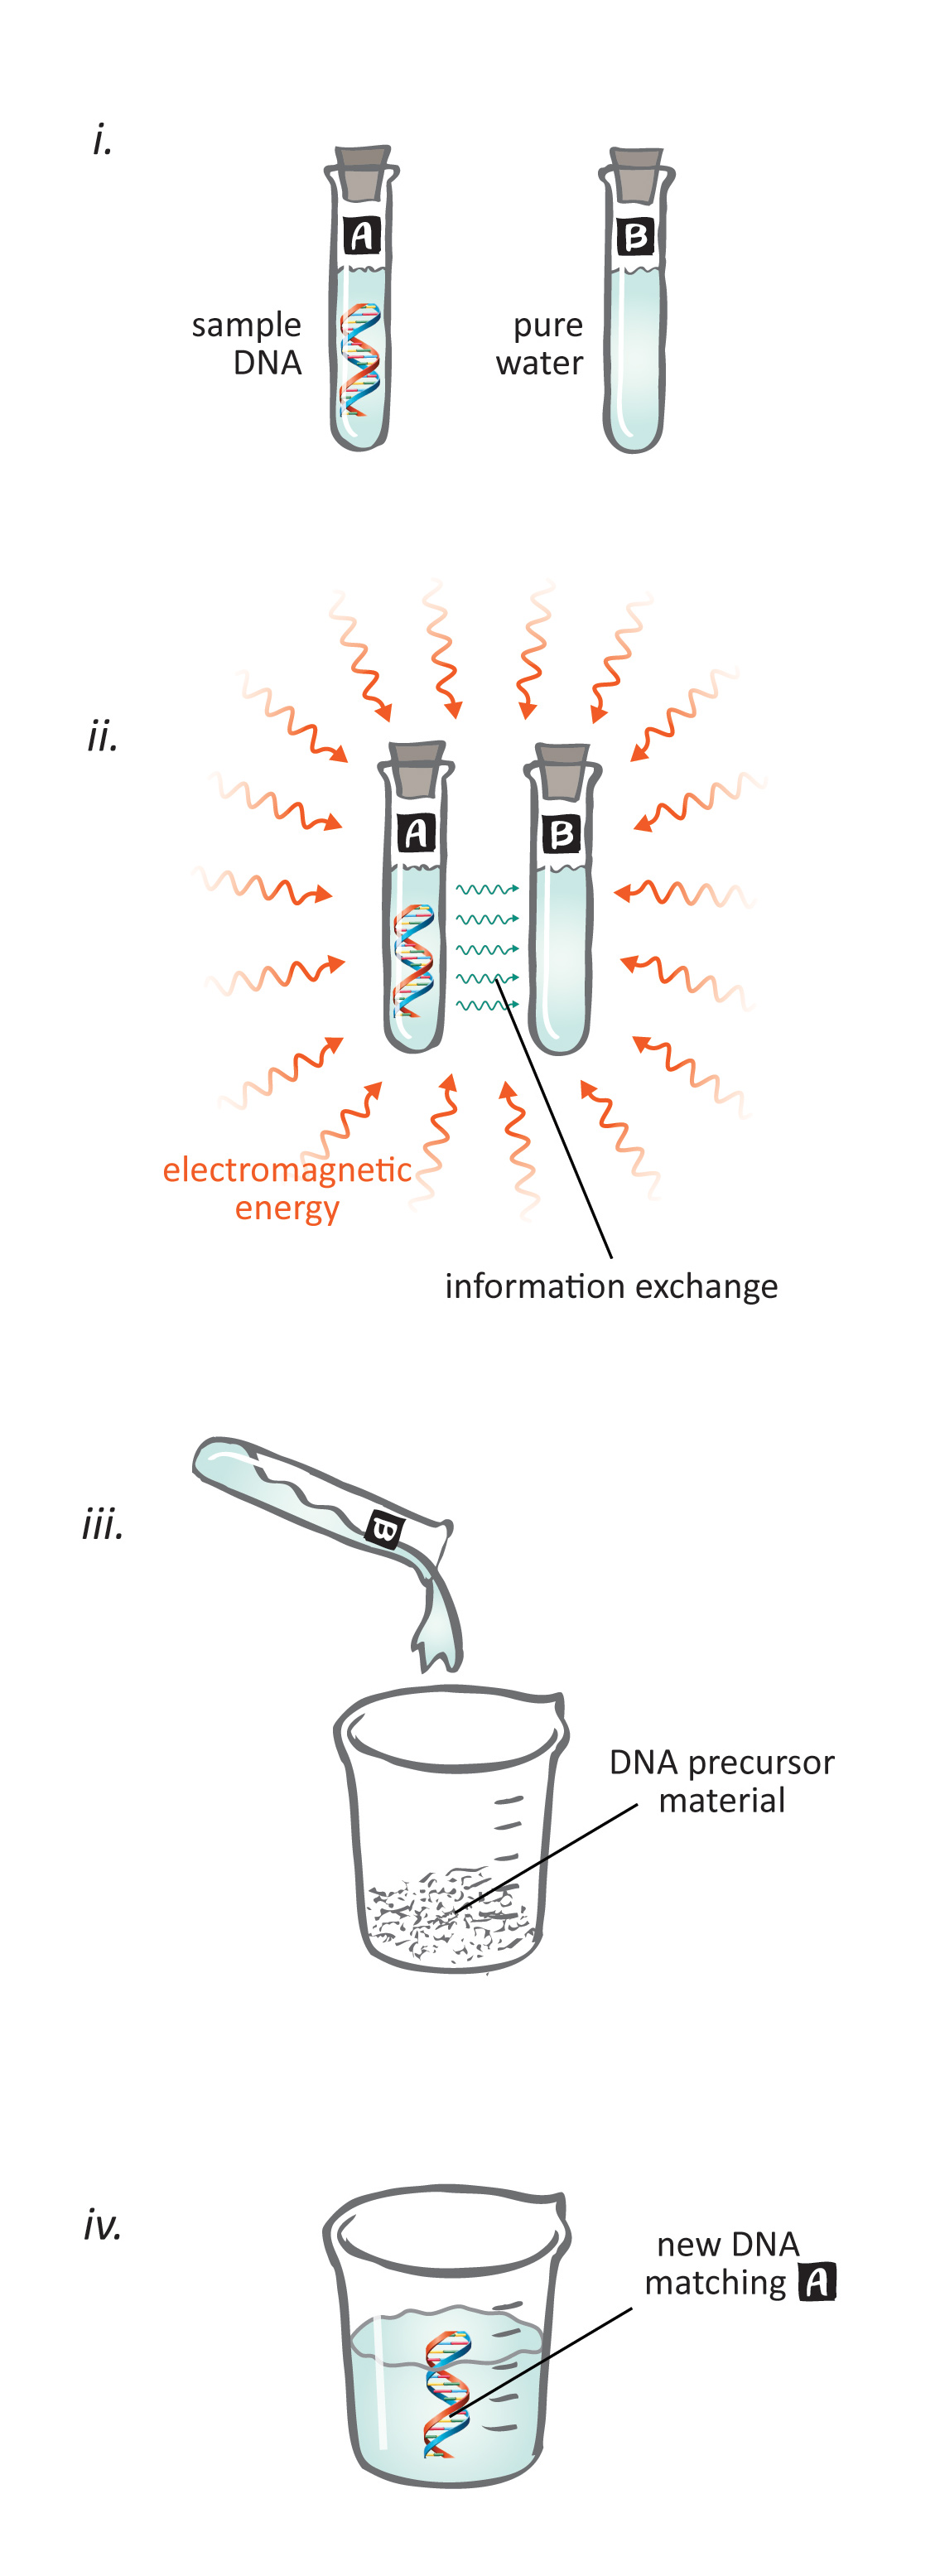 i.
A
B
sample
DNA
pure
water
ii.
A
B
electromagnetic
energy
information exchange
iii.
B
DNA precursor
material
iv.
new DNA
matching A